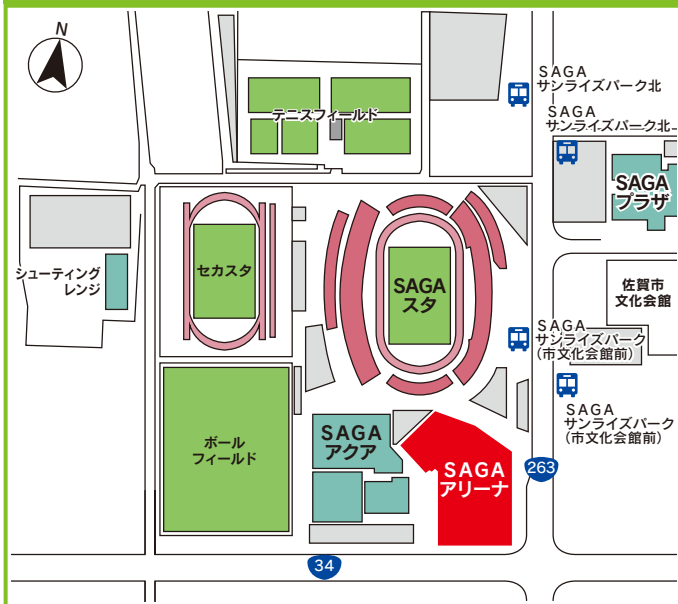 N
SAGA
サンライズパーク北
SAGA
サンライズパーク北
テニスフィールド
SAGA
プラザ
シューティング
レンジ
セカスタ
SAGA
スタ
佐賀市
文化会館
SAGA
サンライズパーク
(市文化会館前)
SAGA
サンライズパーク
(市文化会館前)
ボール
フィールド
SAGA
アクア
SAGA
アリーナ
263
34